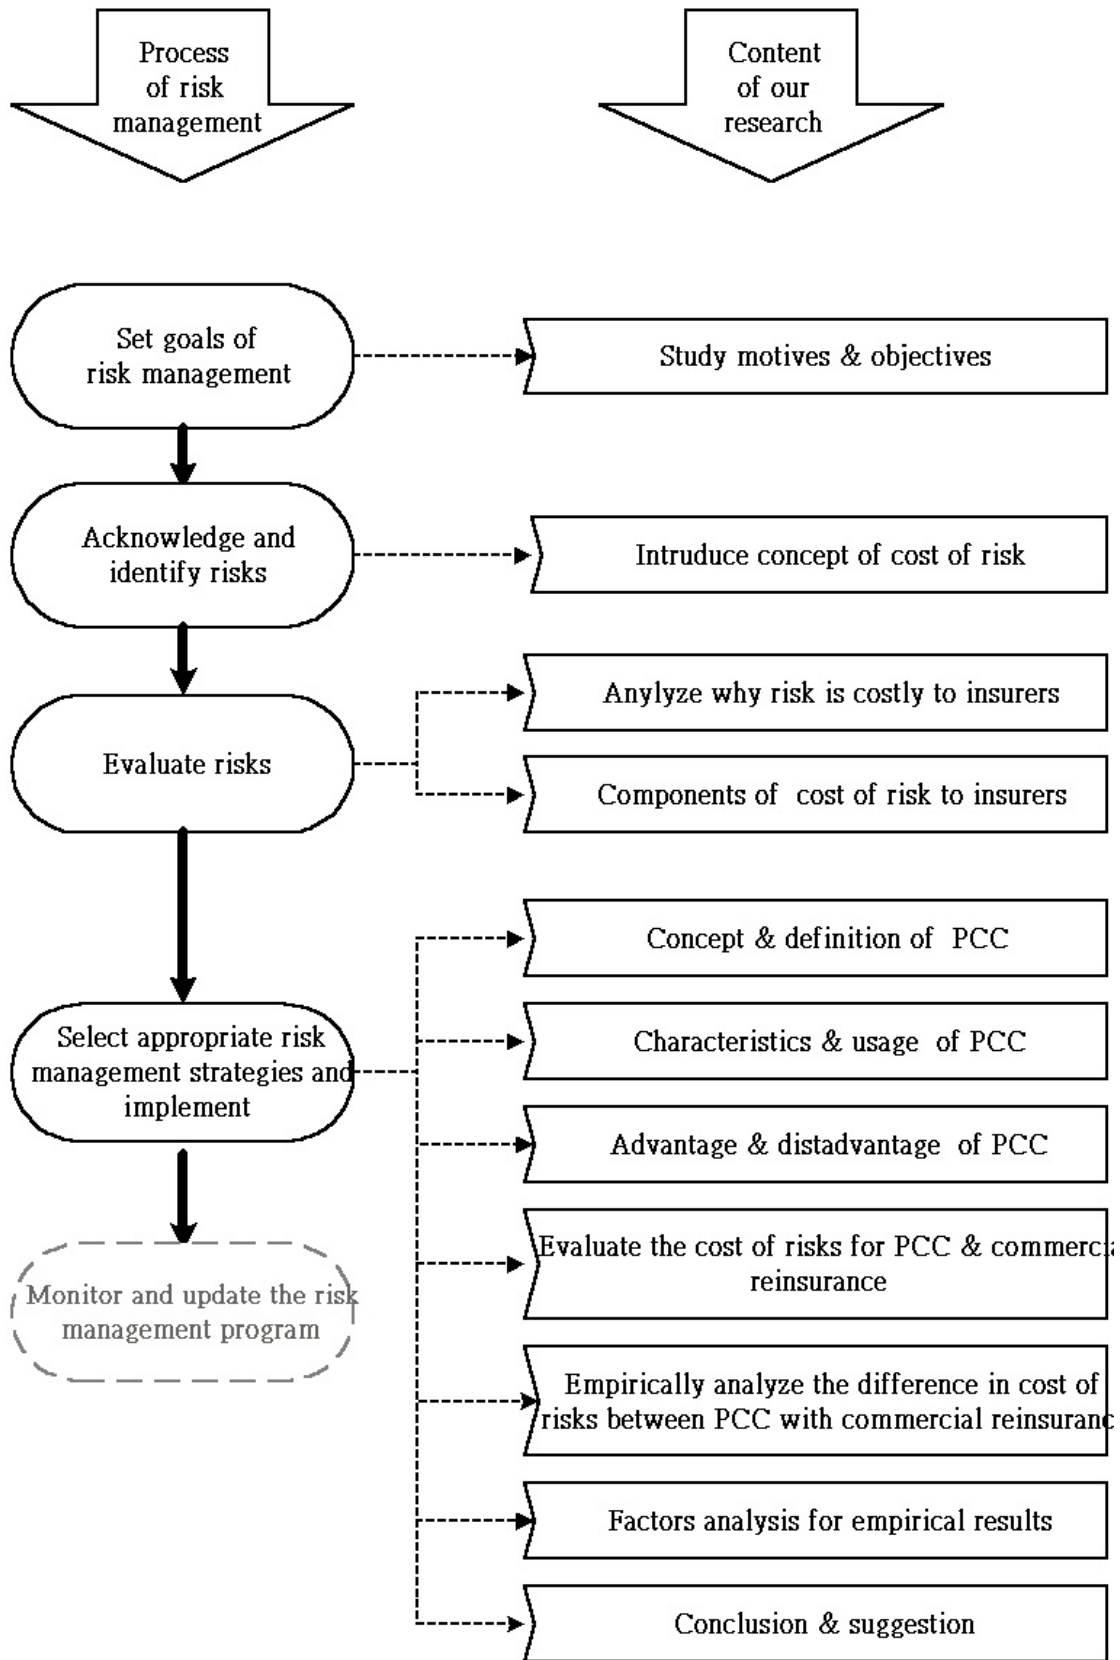 Process
of risk
management
Content
of our
research
Set goals of
risk management
Study motives & objectives
Acknowledge and
identify risks
Intruduce concept of cost of risk
Evaluate risks
Anylyze why risk is costly to insurers
Components of cost of risk to insurers
Select appropriate risk
management strategies and
implement
Concept & definition of PCC
Characteristics & usage of PCC
Advantage & distadvantage of PCC
Evaluate the cost of risks for PCC & commercia
reinsurance
Empirically analyze the difference in cost of
risks between PCC with commercial reinsuranc
Factors analysis for empirical results
Conclusion & suggestion
Monitor and update the risk
management program